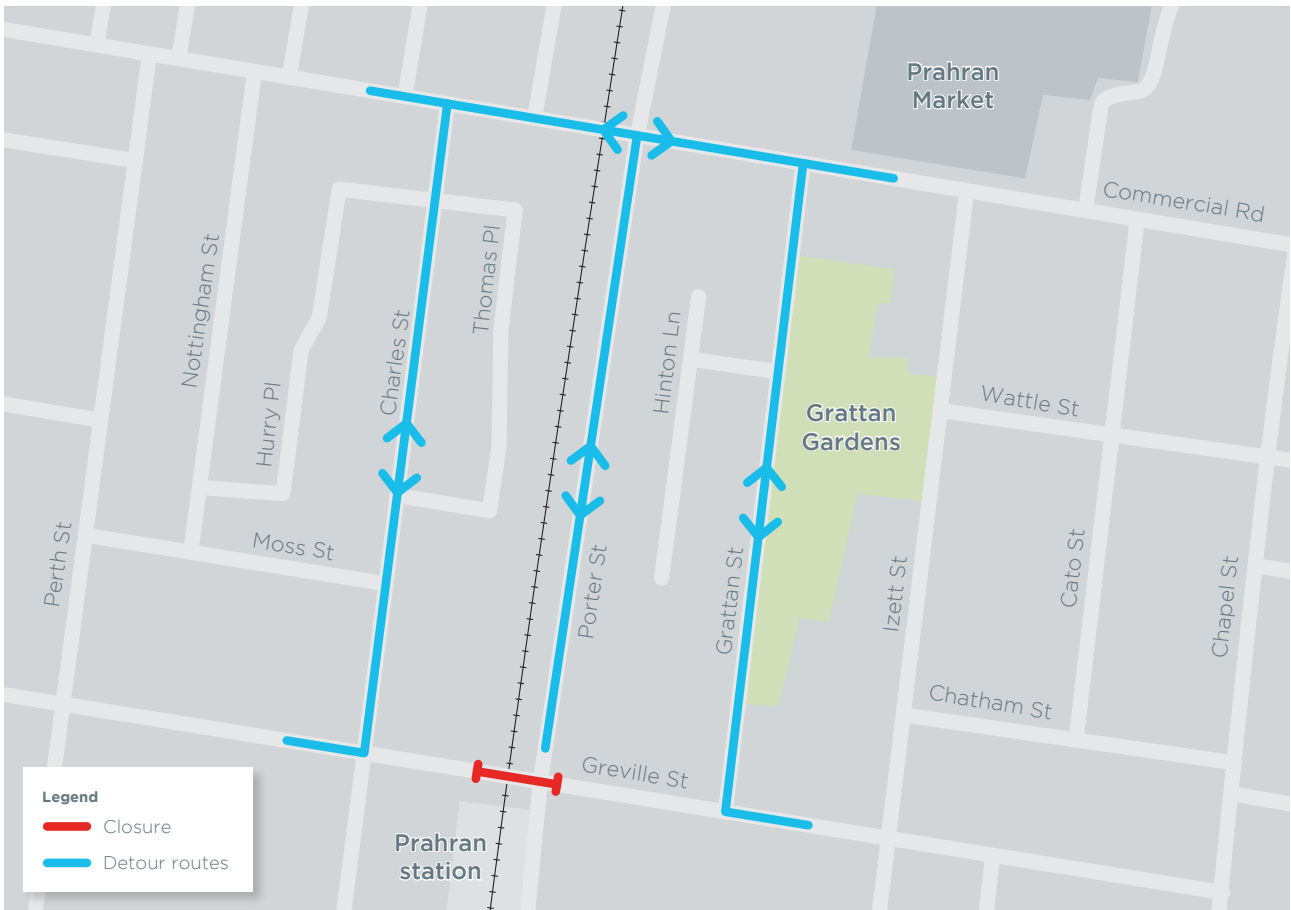 Prahran
Market
Commercial Rd
Nottingham St
Thomas Pl
Charles St
Hinton Ln
Hurry Pl
Wattle St
Grattan
Gardens
Moss St
Perth St
Porter St
Grattan St
Izett St
Cato St
Chapel St
Chatham St
Greville St
Prahran
station
Legend
Closure
Detour routes